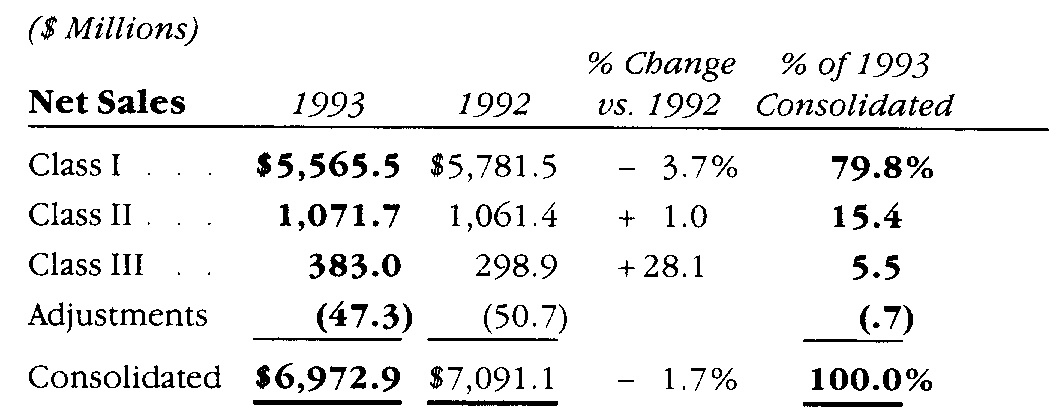 ($ Millions)
% Change % of 1993
Net Sales 1993 1992 vs. 1992 Consolidated
Class I . . . $5,565.5 $5,781.5 – 3.7% 79.8%
Class II . . . 1,071.7 1,061.4 + 1.0 15.4
Class III . . 383.0 298.9 +28.1 5.5
Adjustments (47.3) (50.7) (.7)
Consolidated $6,972.9 $7,091.1 – 1.7% 100.0%